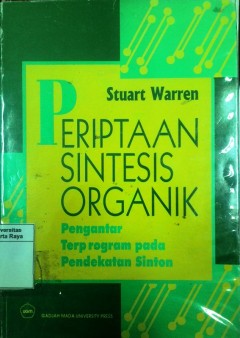 Stuart Warren
PERIPTAAN
SINTESIS
ORGANIK
Pengantar
Terprogram pada
Pendekatan Sinton
GADJAH MADA UNIVERSITY PRESS